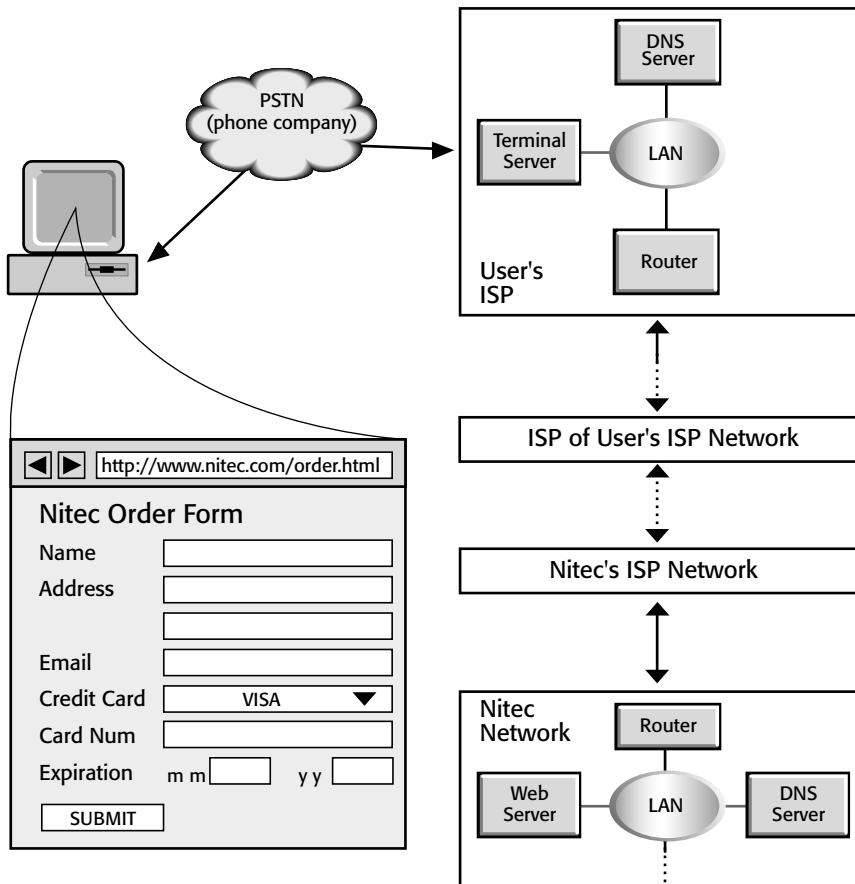 DNS
Server
PSTN
(phone company)
Terminal
Server
LAN
Router
User's
ISP
ISP of User's ISP Network
http://www.nitec.com/order.html
Nitec Order Form
Name
Address
Email
Credit Card VISA
Card Num
Expiration m m y y
SUBMIT
Nitec's ISP Network
Nitec
Network
Router
Web
Server
LAN
DNS
Server